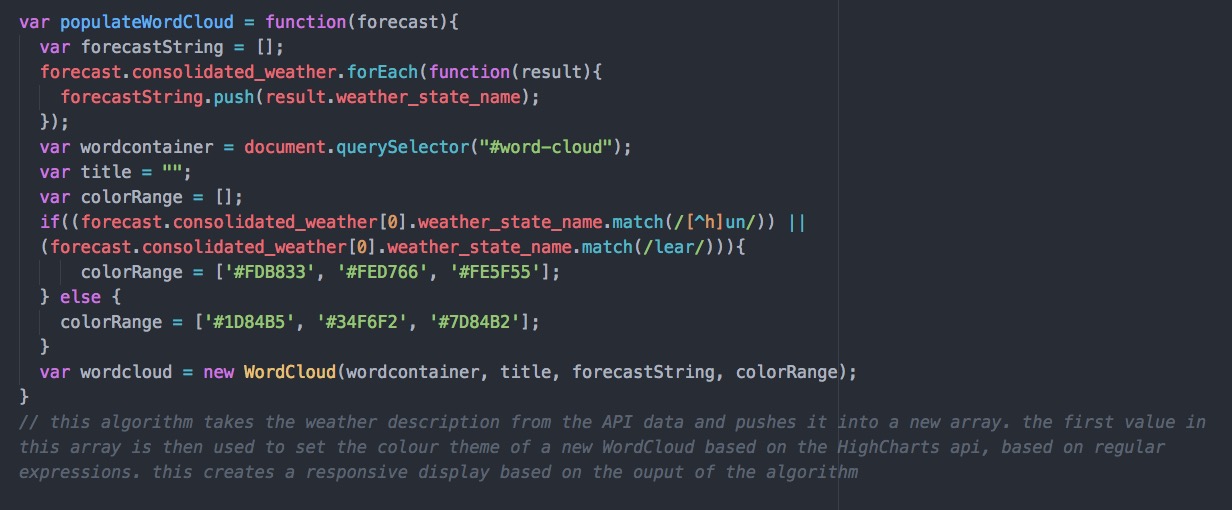 var populateWordCloud = function(forecast){
  var forecastString = [];
  forecast.consolidated_weather.forEach(function(result){
    forecastString.push(result.weather_state_name);
  });
  var wordcontainer = document.querySelector("#word-cloud");
  var title = "";
  var colorRange = [];
  if((forecast.consolidated_weather[0].weather_state_name.match(/[^h]un/)) ||
  (forecast.consolidated_weather[0].weather_state_name.match(/lear/))){
      colorRange = ['#FDB833', '#FED766', '#FE5F55'];
  } else {
    colorRange = ['#1D84B5', '#34F6F2', '#7D84B2'];
  }
  var wordcloud = new WordCloud(wordcontainer, title, forecastString, colorRange);
}
// this algorithm takes the weather description from the API data and pushes it into a new array. the first value in
this array is then used to set the colour theme of a new WordCloud based on the HighCharts api, based on regular
expressions. this creates a responsive display based on the ouput of the algorithm